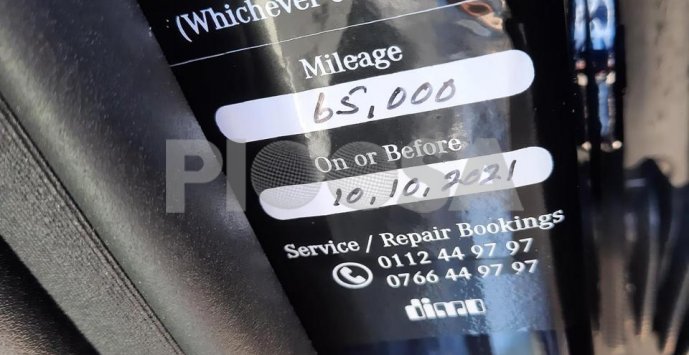 (Whichever
Mileage
65,000
On or Before
10.10.2021
Service / Repair Bookings
0112 44 97 97
0766 44 97 97
dimo